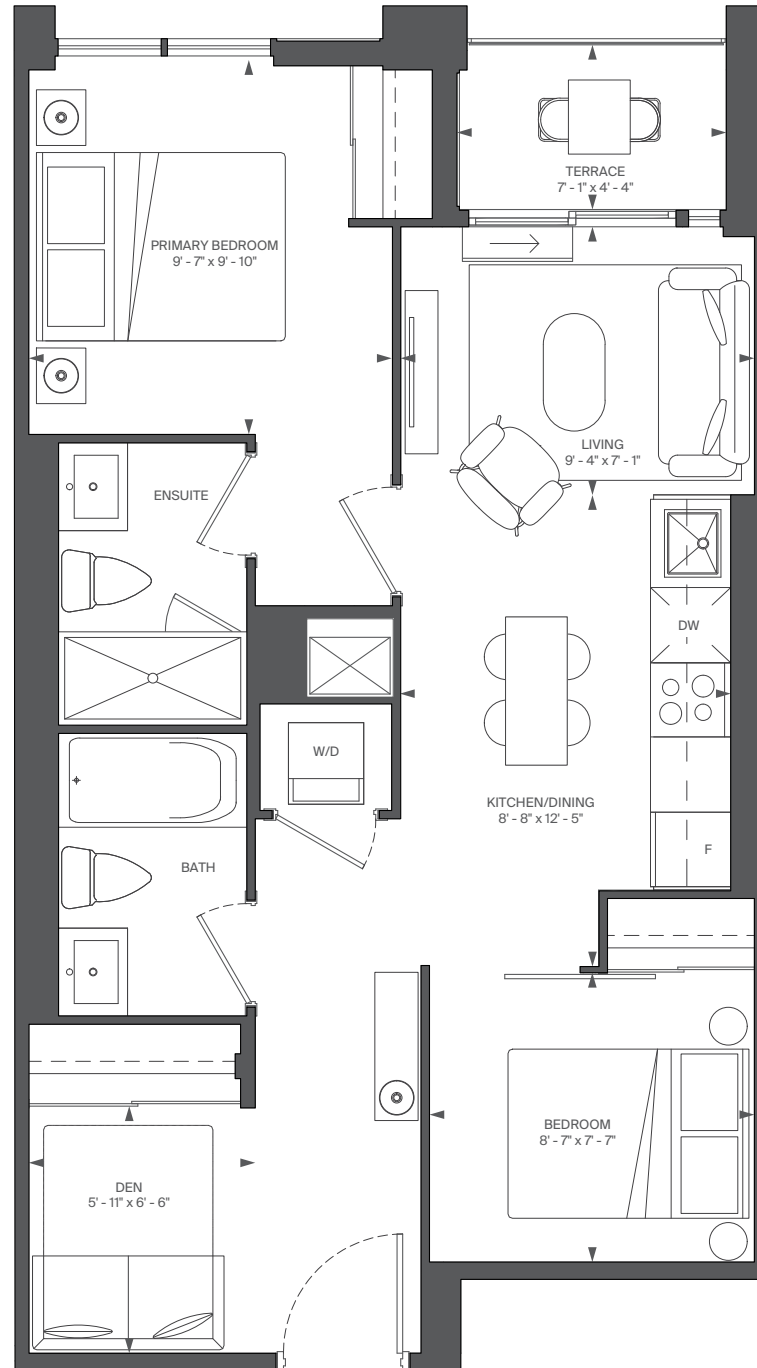 TERRACE
7' - 1" x 4' - 4"
PRIMARY BEDROOM
9' - 7" x 9' - 10"
LIVING
9' - 4" x 7' - 1"
ENSUITE
DW
W/D
KITCHEN/DINING
8' - 8" x 12' - 5"
F
BATH
BEDROOM
8' - 7" x 7' - 7"
DEN
5' - 11" x 6' - 6"